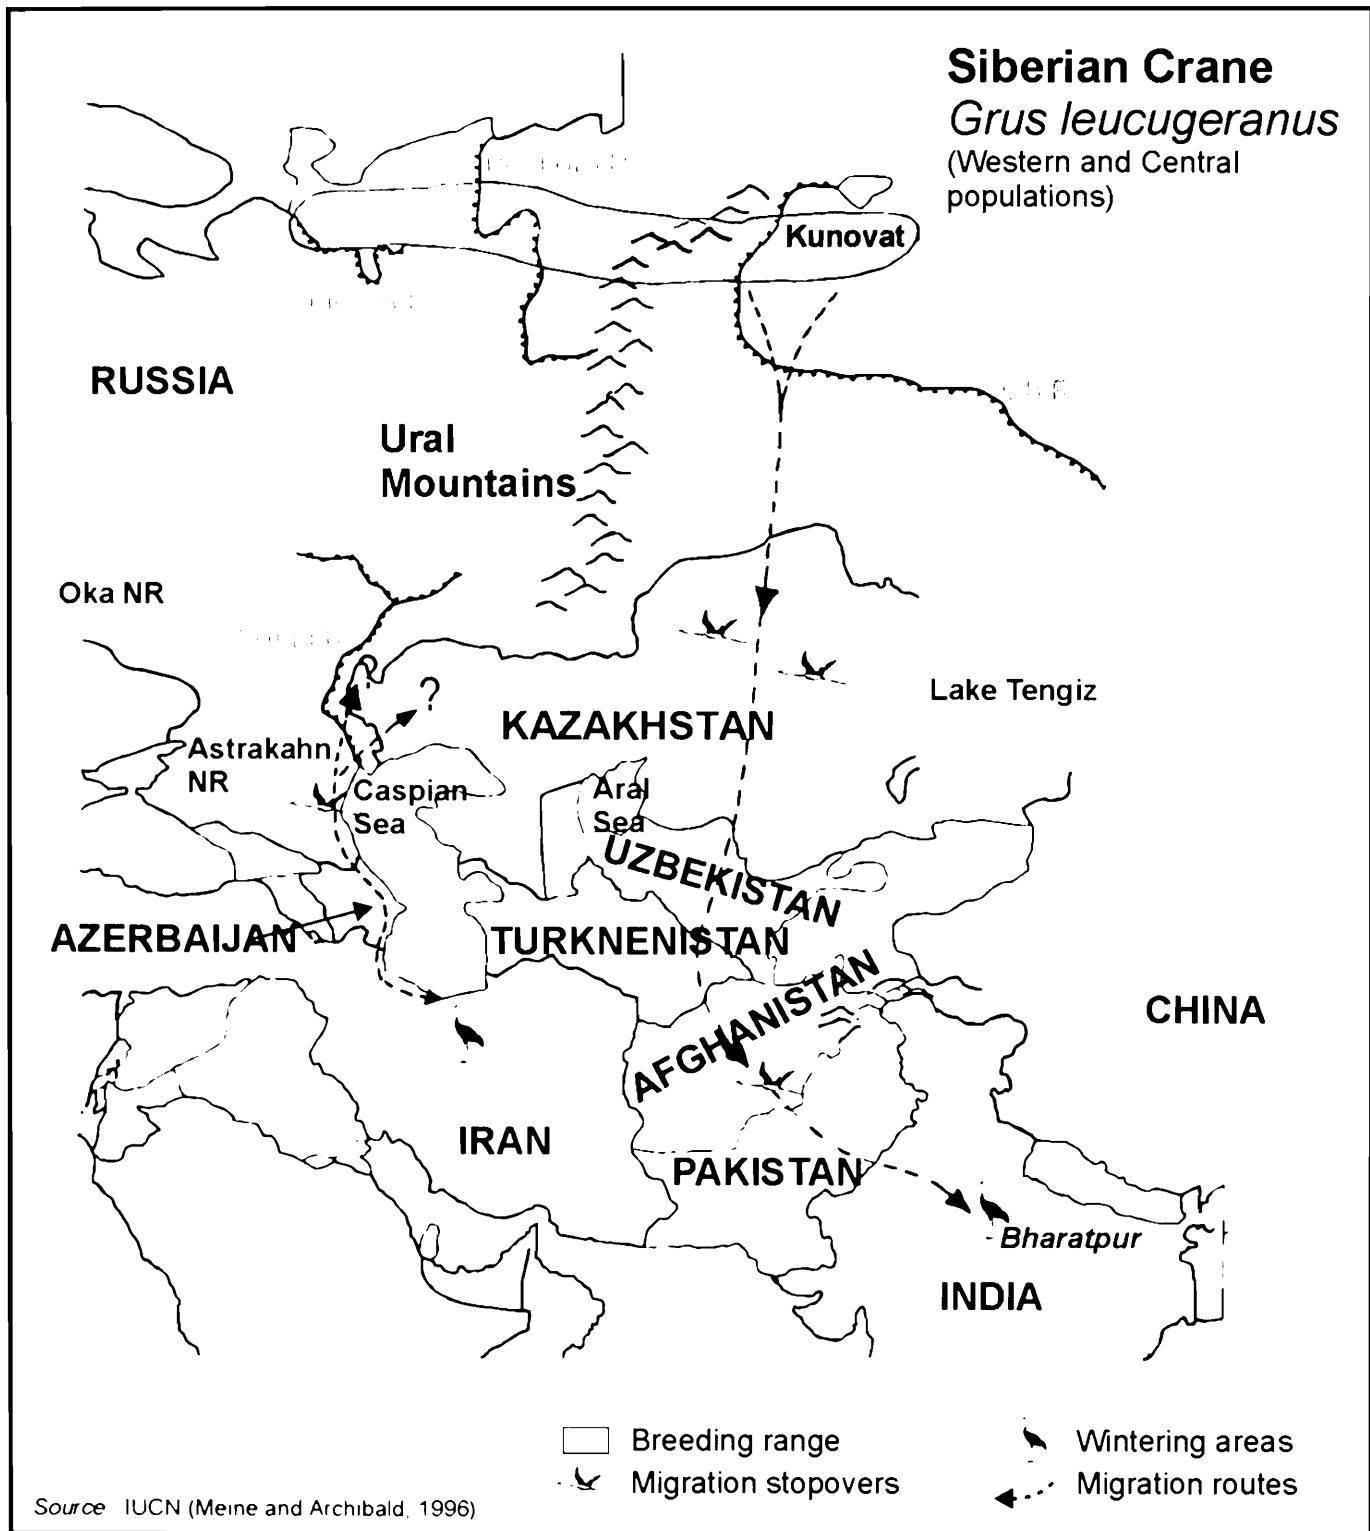 Siberian Crane
Grus leucugeranus
(Western and Central
populations)
Kunovat
RUSSIA
Ural
Mountains
Oka NR
Lake Tengiz
?
?
KAZAKHSTAN
Astrakahn
NR
Caspian
Sea
Aral
Sea
UZBEKISTAN
AZERBAIJAN
TURKNENISTAN
AFGHANISTAN
CHINA
IRAN
PAKISTAN
Bharatpur
INDIA
Breeding range
Wintering areas
Migration stopovers
Migration routes
Source IUCN (Meine and Archibald, 1996)